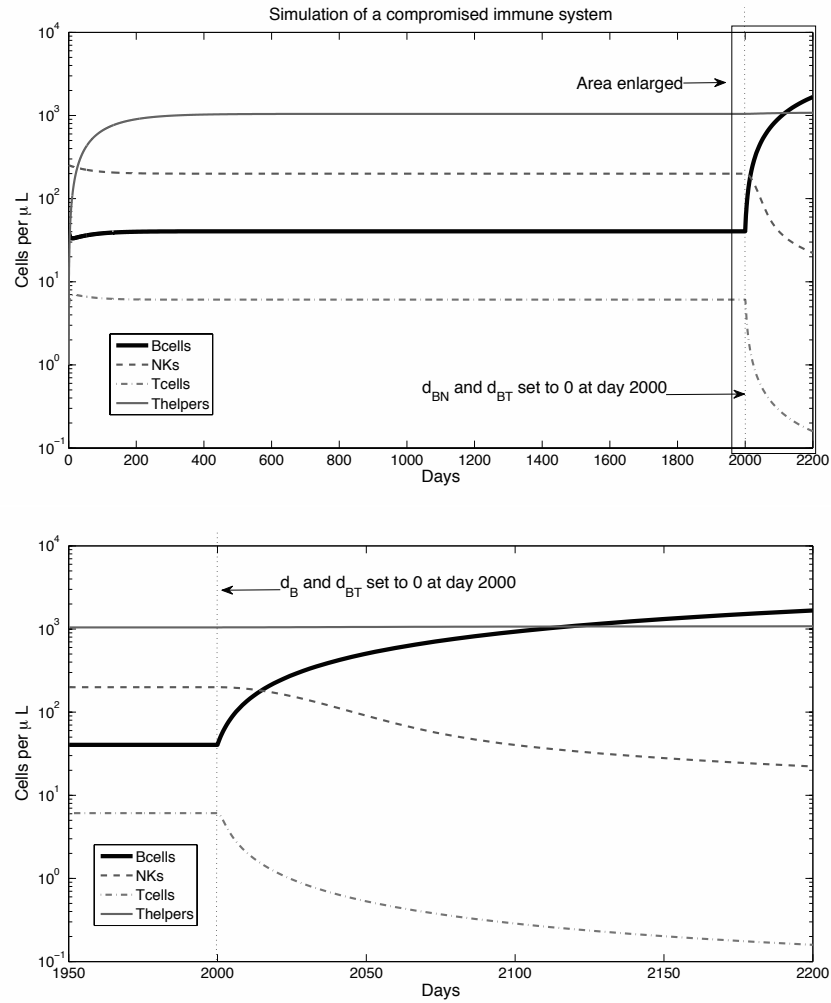 Simulation of a compromised immune system
10^4
10^3
10^2
10^1
10^0
10^−1
Cells per μ L
Area enlarged
Bcells
NKs
Tcells
Thelpers
d_BN and d_BT set to 0 at day 2000
0 200 400 600 800 1000 1200 1400 1600 1800 2000 2200
Days
10^4
10^3
10^2
10^1
10^0
10^−1
Cells per μ L
d_B and d_BT set to 0 at day 2000
Bcells
NKs
Tcells
Thelpers
1950 2000 2050 2100 2150 2200
Days